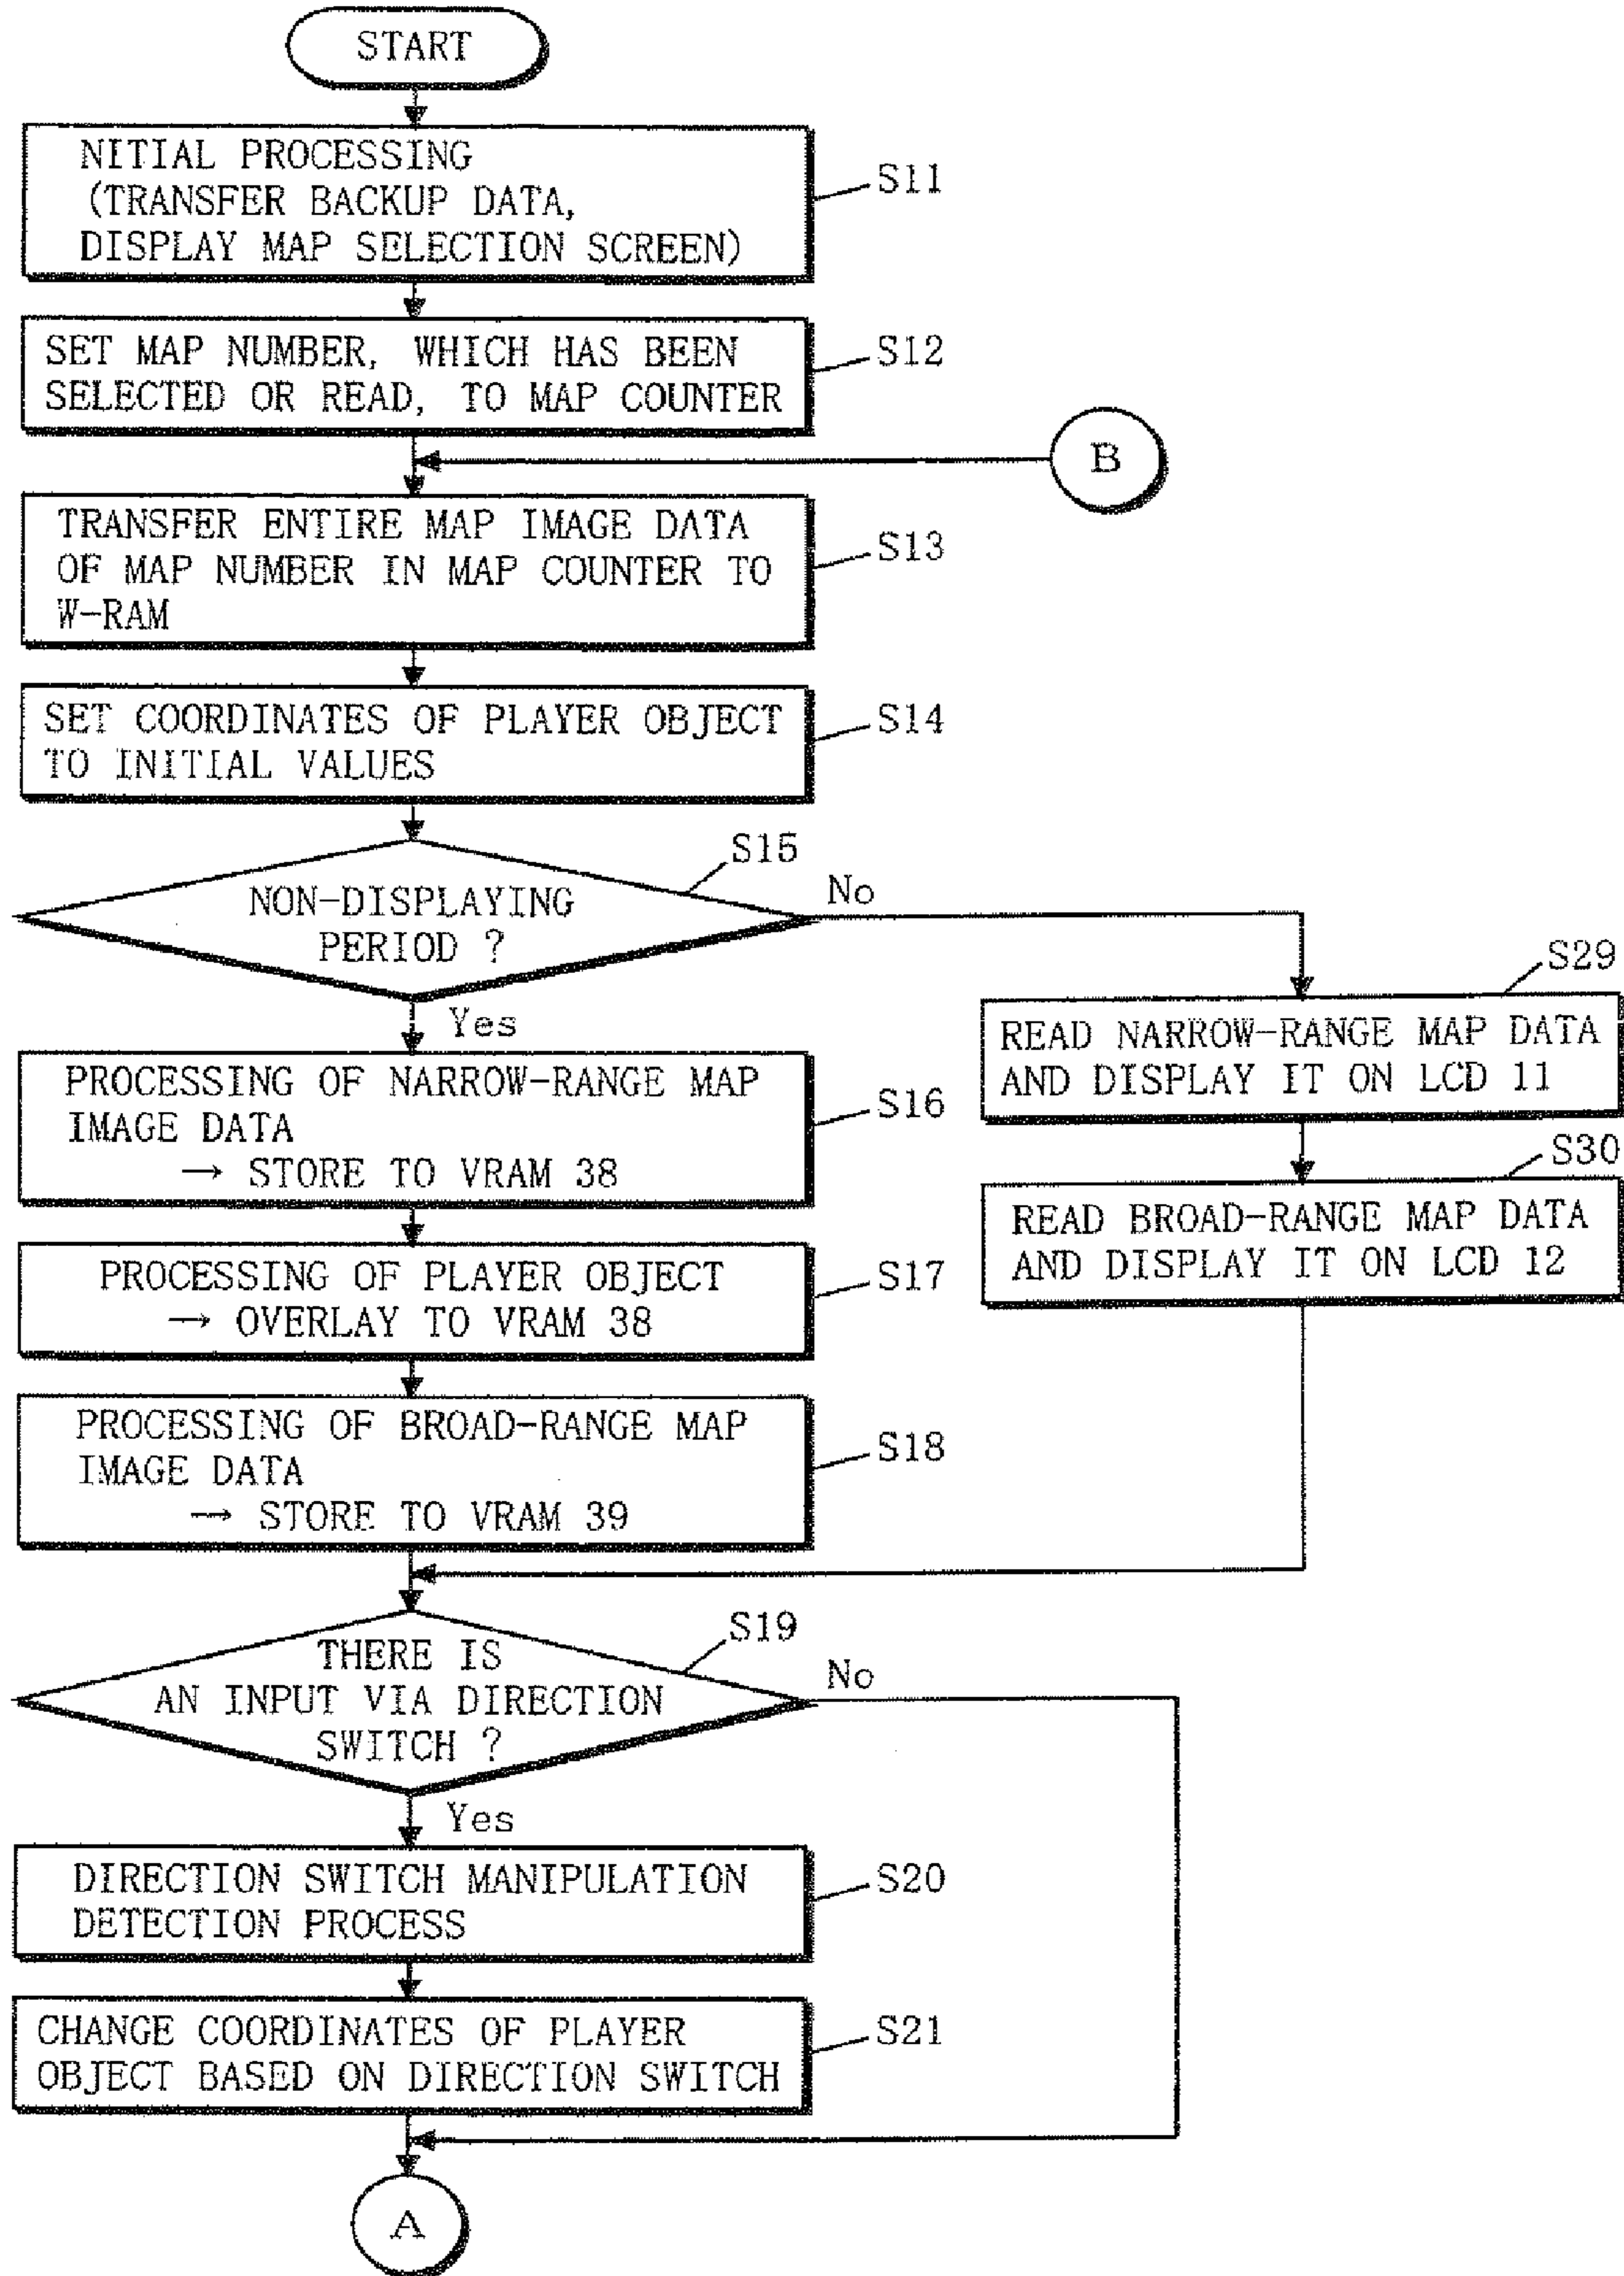 START
NITIAL PROCESSING
(TRANSFER BACKUP DATA,
DISPLAY MAP SELECTION SCREEN)
S11
SET MAP NUMBER, WHICH HAS BEEN
SELECTED OR READ, TO MAP COUNTER
S12
B
TRANSFER ENTIRE MAP IMAGE DATA
OF MAP NUMBER IN MAP COUNTER TO
W-RAM
S13
SET COORDINATES OF PLAYER OBJECT
TO INITIAL VALUES
S14
NON-DISPLAYING
PERIOD ?
S15
No
Yes
S29
READ NARROW-RANGE MAP DATA
AND DISPLAY IT ON LCD 11
PROCESSING OF NARROW-RANGE MAP
IMAGE DATA
→ STORE TO VRAM 38
S16
S30
READ BROAD-RANGE MAP DATA
AND DISPLAY IT ON LCD 12
PROCESSING OF PLAYER OBJECT
→ OVERLAY TO VRAM 38
S17
PROCESSING OF BROAD-RANGE MAP
IMAGE DATA
→ STORE TO VRAM 39
S18
THERE IS
AN INPUT VIA DIRECTION
SWITCH ?
S19
No
Yes
DIRECTION SWITCH MANIPULATION
DETECTION PROCESS
S20
CHANGE COORDINATES OF PLAYER
OBJECT BASED ON DIRECTION SWITCH
S21
A